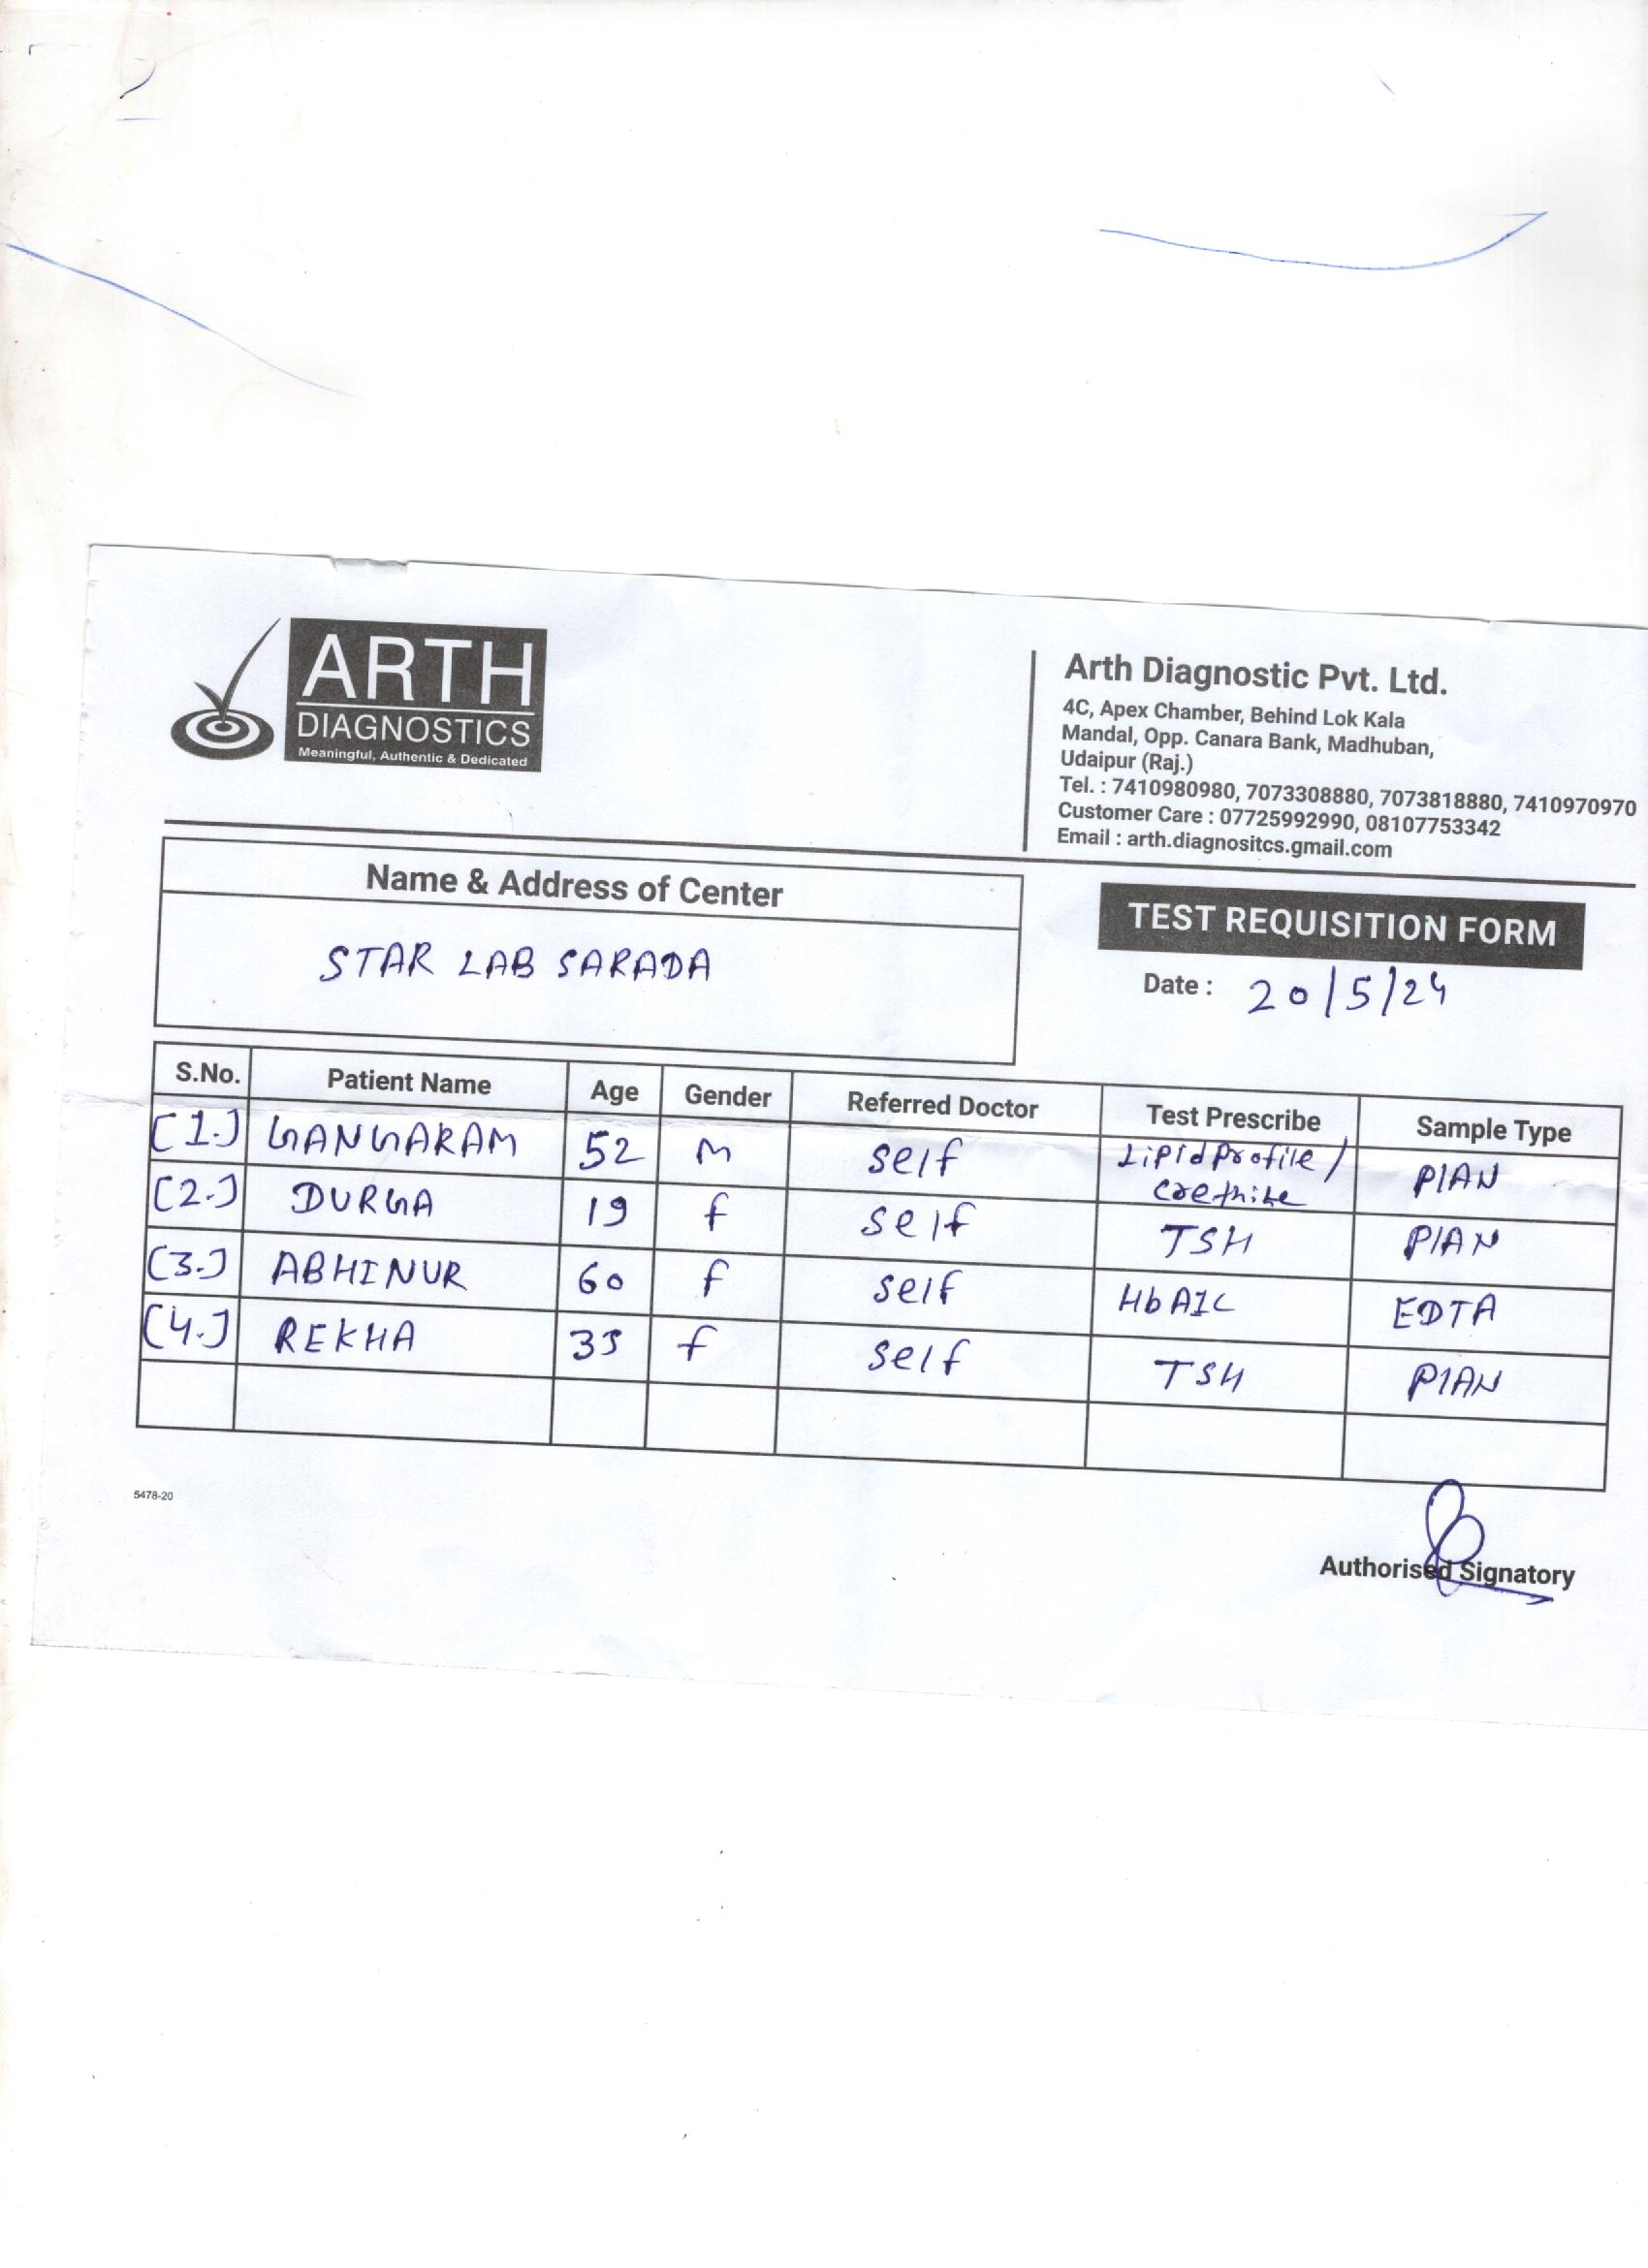 ARTH
DIAGNOSTICS
Meaningful, Authentic & Dedicated
Arth Diagnostic Pvt. Ltd.
4C, Apex Chamber, Behind Lok Kala
Mandal, Opp. Canara Bank, Madhuban,
Udaipur (Raj.)
Tel. : 7410980980, 7073308880, 7073818880, 7410970970
Customer Care : 07725992990, 08107753342
Email : arth.diagnositcs.gmail.com
Name & Address of Center
STAR LAB SARADA
TEST REQUISITION FORM
Date : 20/5/24
S.No. Patient Name Age Gender Referred Doctor Test Prescribe Sample Type
[1.] GANGARAM 52 M self Lipid profile / PIAN
[2.] DURGA 19 f self TSH PIAN
[3.] ABHINUR 60 f self HbA1C EDTA
[4.] REKHA 35 f self TSH PIAN
5478-20
Authorised Signatory